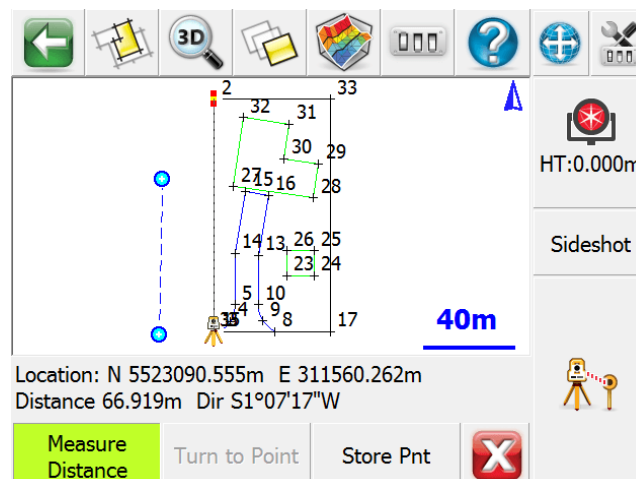 3D
2
33
32
31
30
29
27
15
16
28
14
13
26
25
23
24
5
10
4
9
8
17
40m
HT:0.000m
Sideshot
Location: N 5523090.555m E 311560.262m
Distance 66.919m Dir S1°07'17"W
Measure
Distance
Turn to Point
Store Pnt